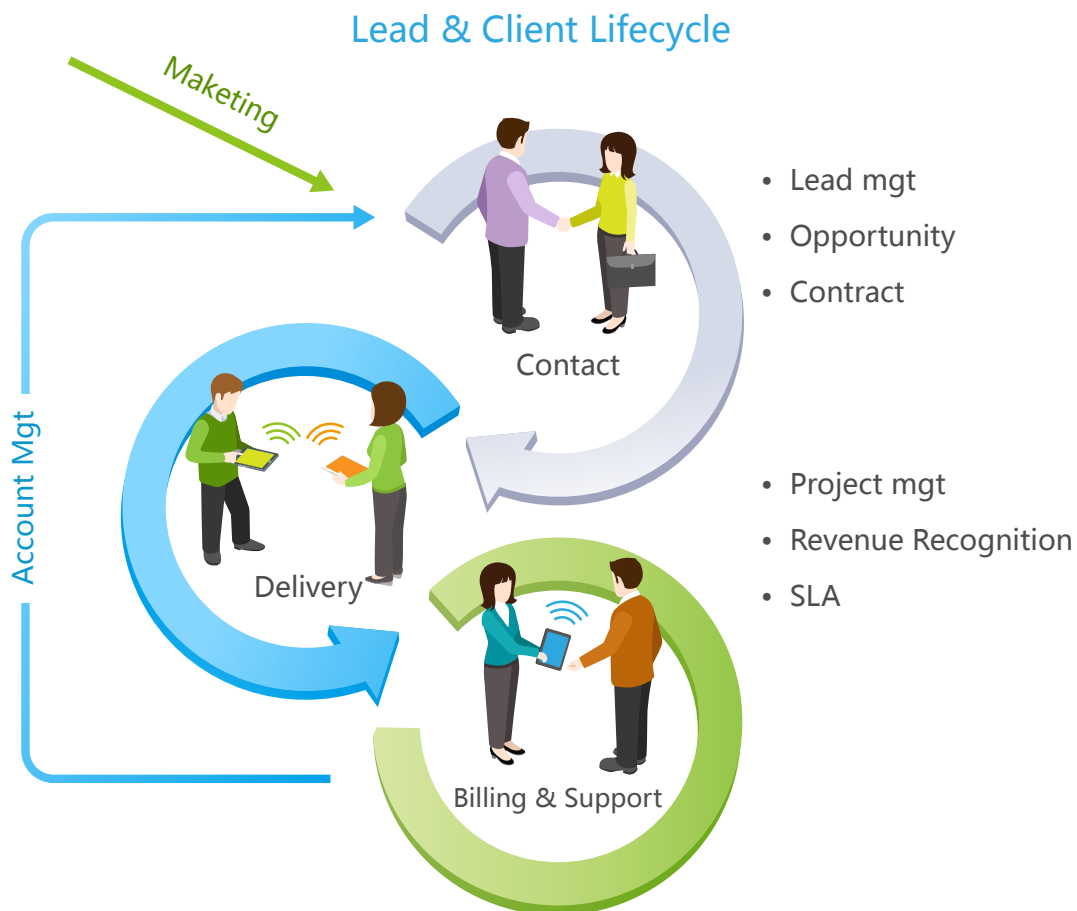 Lead & Client Lifecycle
Maketing
• Lead mgt
• Opportunity
• Contract
Contact
Account Mgt
• Project mgt
• Revenue Recognition
• SLA
Delivery
Billing & Support